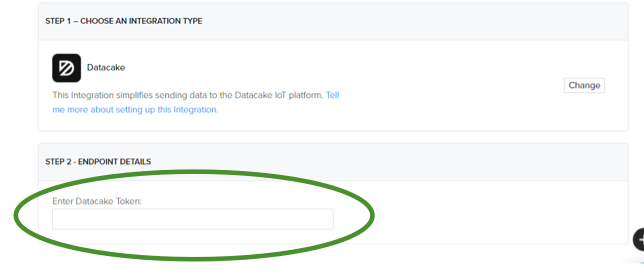 STEP 1 – CHOOSE AN INTEGRATION TYPE
Datacake
This Integration simplifies sending data to the Datacake IoT platform. Tell
me more about setting up this Integration.
Change
STEP 2 - ENDPOINT DETAILS
Enter Datacake Token: